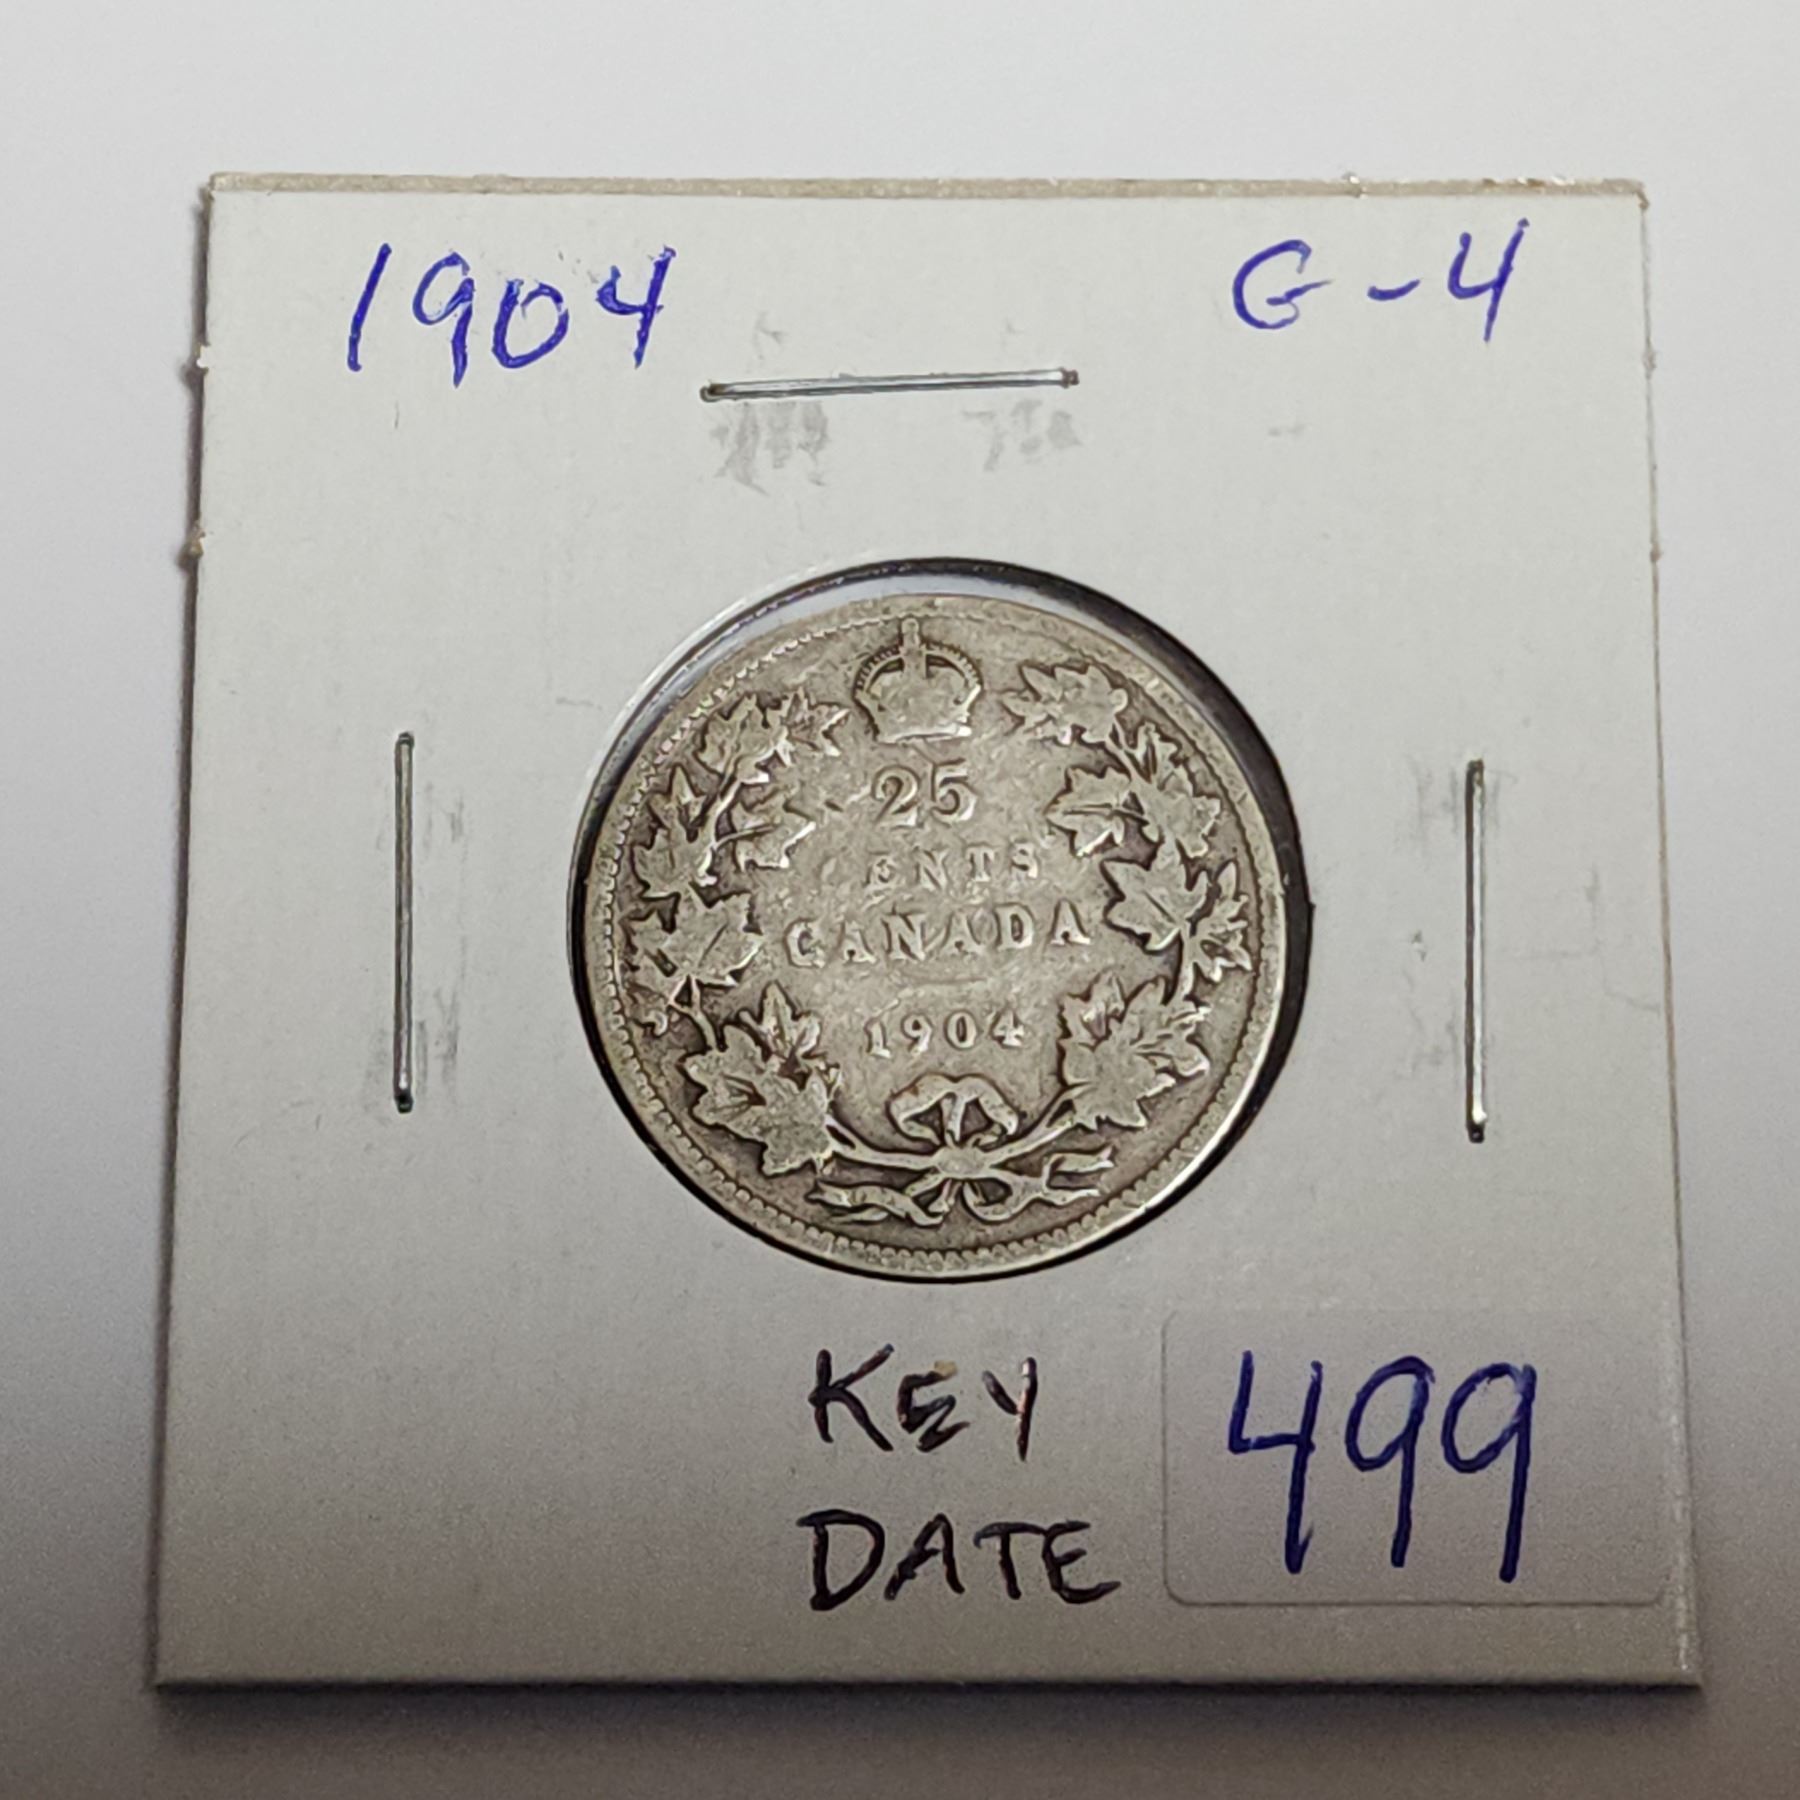 1904 G-4
25
CENTS
CANADA
1904
KEY
DATE
499